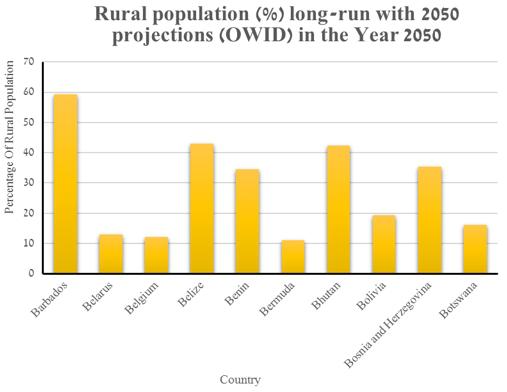 Rural population (%) long-run with 2050
projections (OWID) in the Year 2050
Percentage Of Rural Population
70
60
50
40
30
20
10
0
Barbados
Belarus
Belgium
Belize
Benin
Bermuda
Bhutan
Bolivia
Bosnia and Herzegovina
Botswana
Country